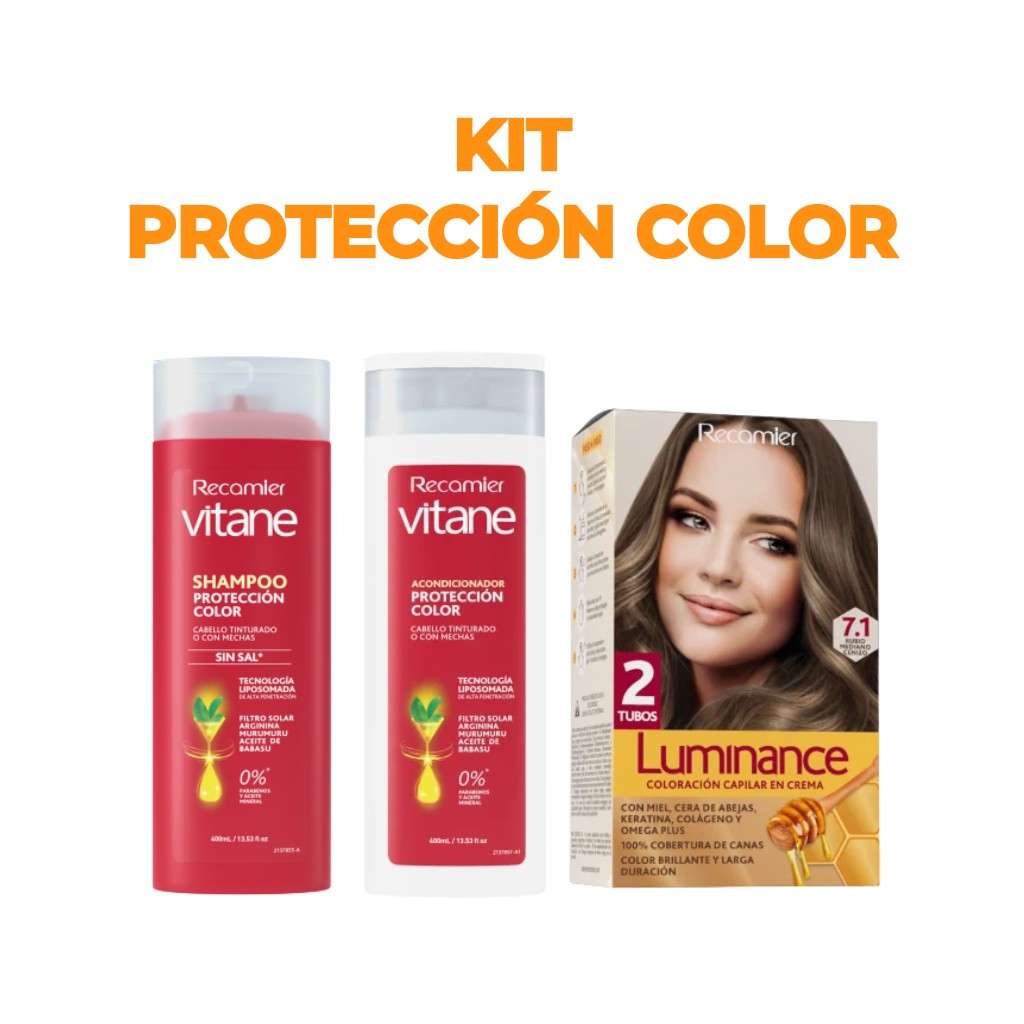 KIT
PROTECCIÓN COLOR
Recamier
vitane
SHAMPOO
PROTECCIÓN
COLOR
CABELLO TINTURADO
O CON MECHAS
SIN SAL*
TECNOLOGÍA
LIPOSOMADA
DE ALTA PENETRACIÓN
FILTRO SOLAR
ARGININA
MURUMURU
ACEITE DE
BABASU
0%*
PARABENOS
Y ACEITE
MINERAL
400mL / 13.53 fl oz
Recamier
vitane
ACONDICIONADOR
PROTECCIÓN
COLOR
CABELLO TINTURADO
O CON MECHAS
TECNOLOGÍA
LIPOSOMADA
DE ALTA PENETRACIÓN
FILTRO SOLAR
ARGININA
MURUMURU
ACEITE DE
BABASU
0%*
PARABENOS
Y ACEITE
MINERAL
400mL / 13.53 fl oz
Recamier
7.1
RUBIO
MEDIANO
CENIZO
2
TUBOS
Luminance
COLORACIÓN CAPILAR EN CREMA
CON MIEL, CERA DE ABEJAS,
KERATINA, COLÁGENO Y
OMEGA PLUS
100% COBERTURA DE CANAS
COLOR BRILLANTE Y LARGA
DURACIÓN